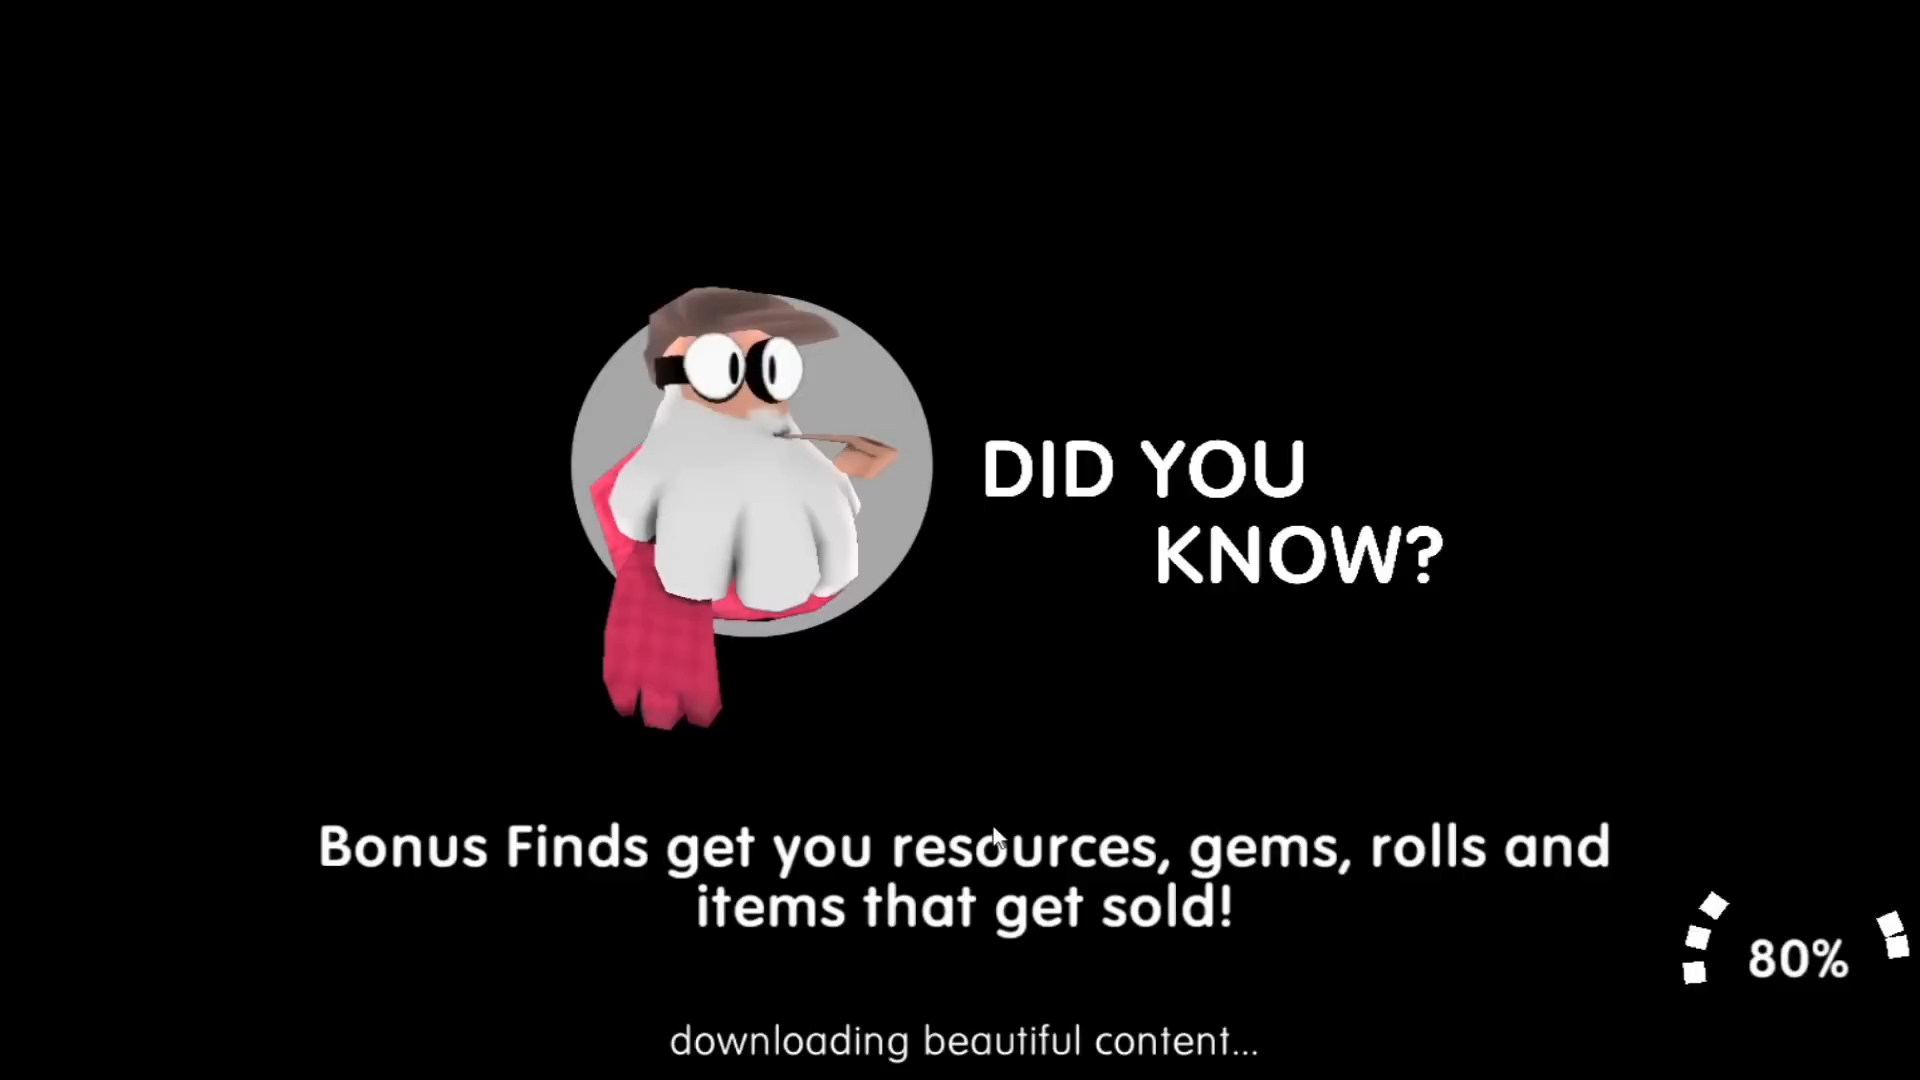 DID YOU
KNOW?
Bonus Finds get you resources, gems, rolls and
items that get sold!
80%
downloading beautiful content...